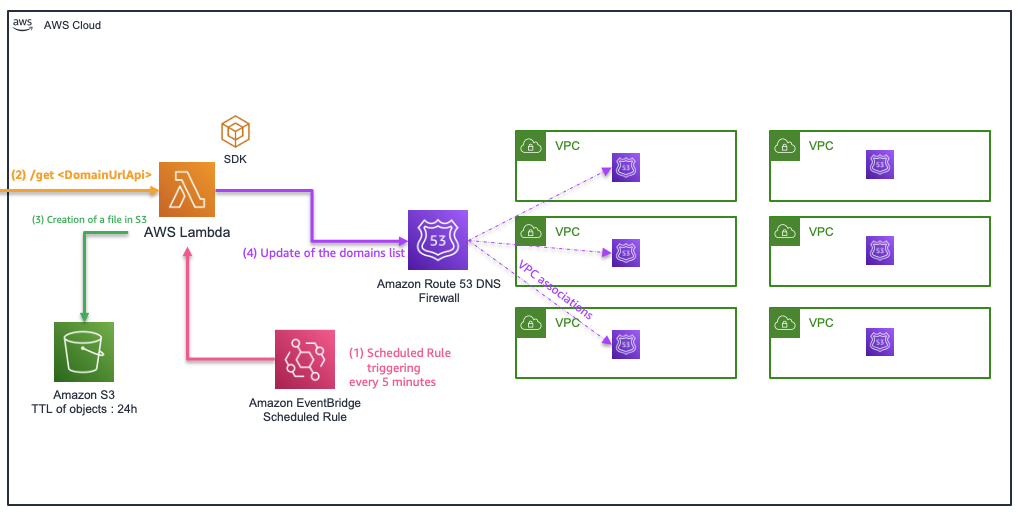 aws
AWS Cloud
SDK
(2) /get <DomainUrlApi>
(3) Creation of a file in S3
AWS Lambda
(4) Update of the domains list
53
Amazon Route 53 DNS
Firewall
Amazon S3
TTL of objects : 24h
(1) Scheduled Rule
triggering
every 5 minutes
Amazon EventBridge
Scheduled Rule
VPC associations
VPC
53
VPC
53
VPC
53
VPC
53
VPC
53
VPC
53